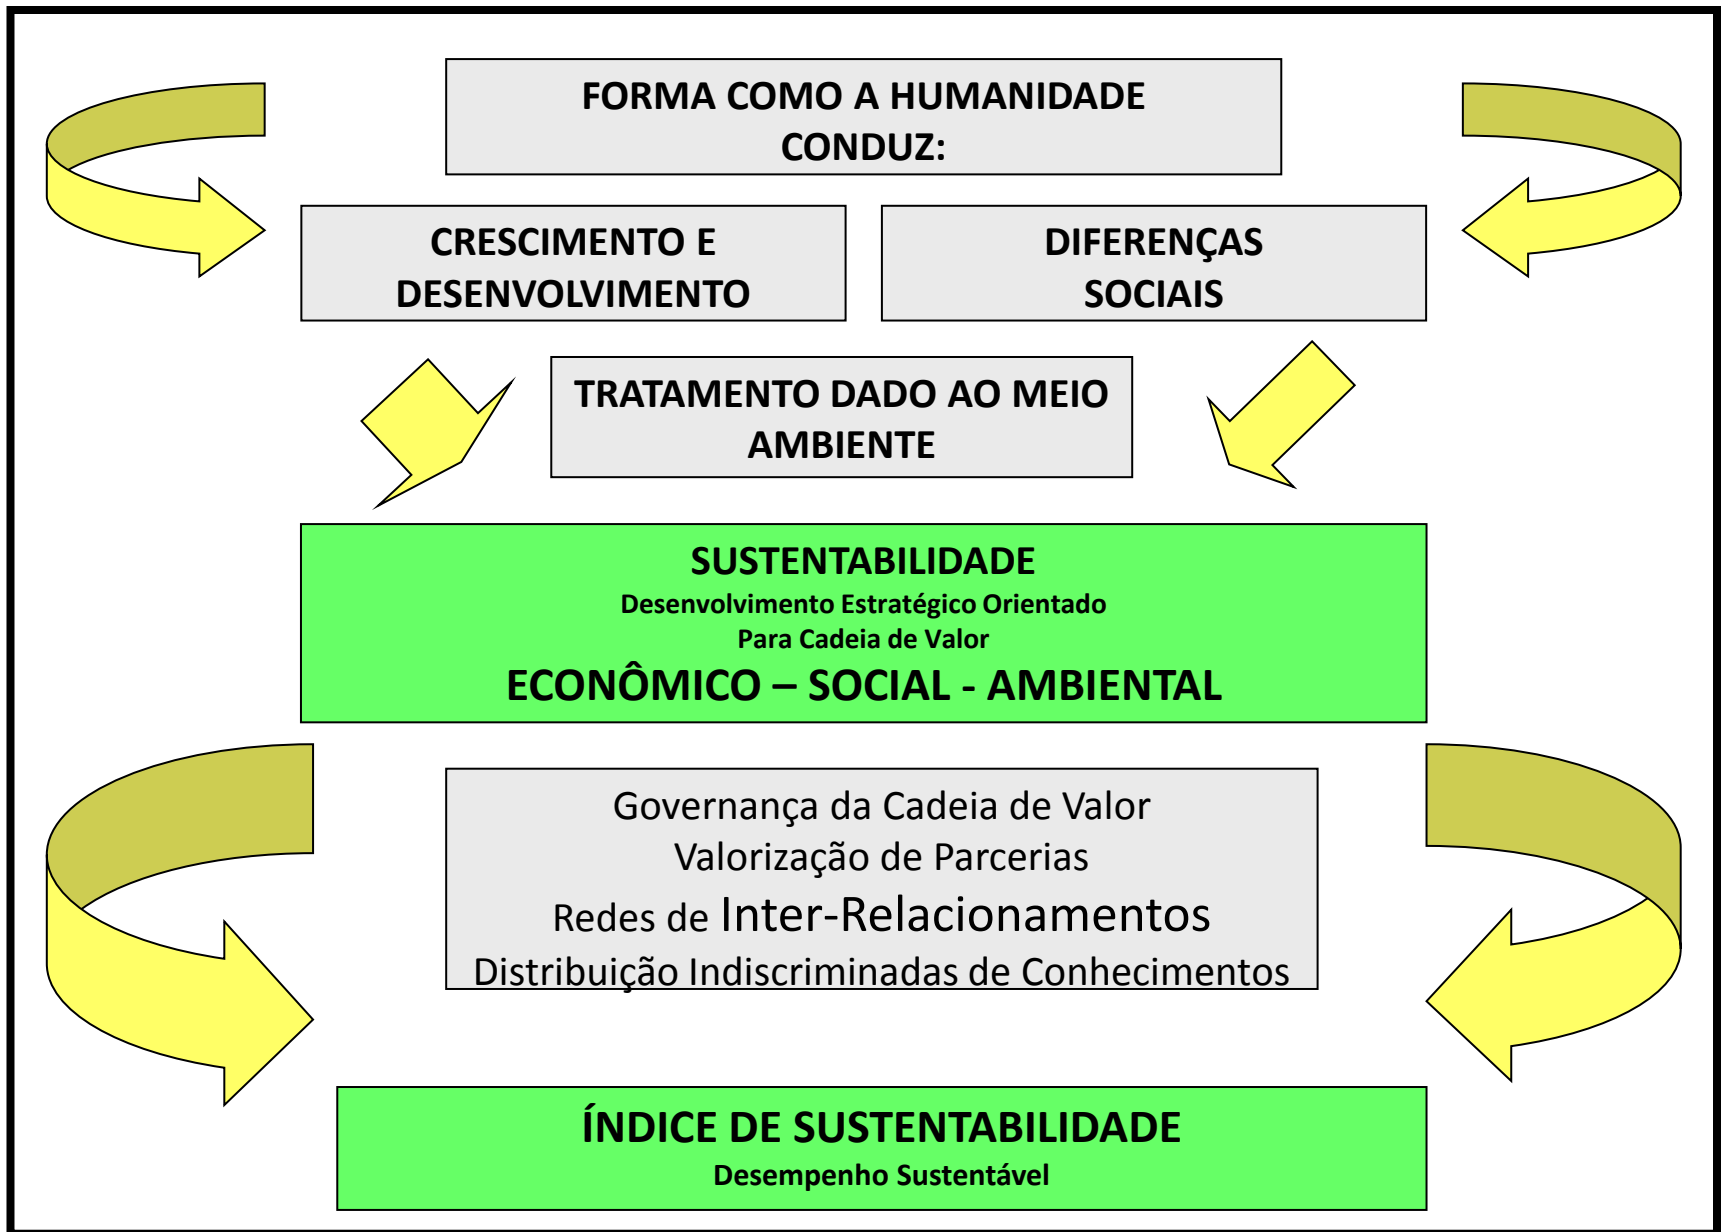 FORMA COMO A HUMANIDADE
CONDUZ:
CRESCIMENTO E
DESENVOLVIMENTO
DIFERENÇAS
SOCIAIS
TRATAMENTO DADO AO MEIO
AMBIENTE
SUSTENTABILIDADE
Desenvolvimento Estratégico Orientado
Para Cadeia de Valor
ECONÔMICO – SOCIAL - AMBIENTAL
Governança da Cadeia de Valor
Valorização de Parcerias
Redes de Inter-Relacionamentos
Distribuição Indiscriminadas de Conhecimentos
ÍNDICE DE SUSTENTABILIDADE
Desempenho Sustentável